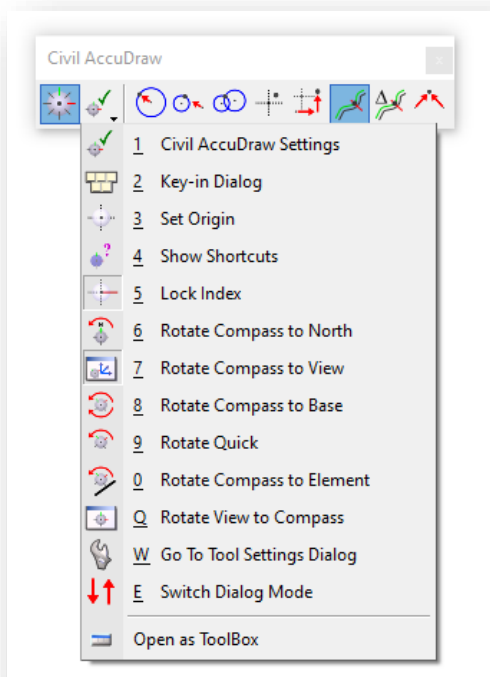 Civil AccuDraw
1 Civil AccuDraw Settings
2 Key-in Dialog
3 Set Origin
4 Show Shortcuts
5 Lock Index
6 Rotate Compass to North
7 Rotate Compass to View
8 Rotate Compass to Base
9 Rotate Quick
0 Rotate Compass to Element
Q Rotate View to Compass
W Go To Tool Settings Dialog
E Switch Dialog Mode
Open as ToolBox